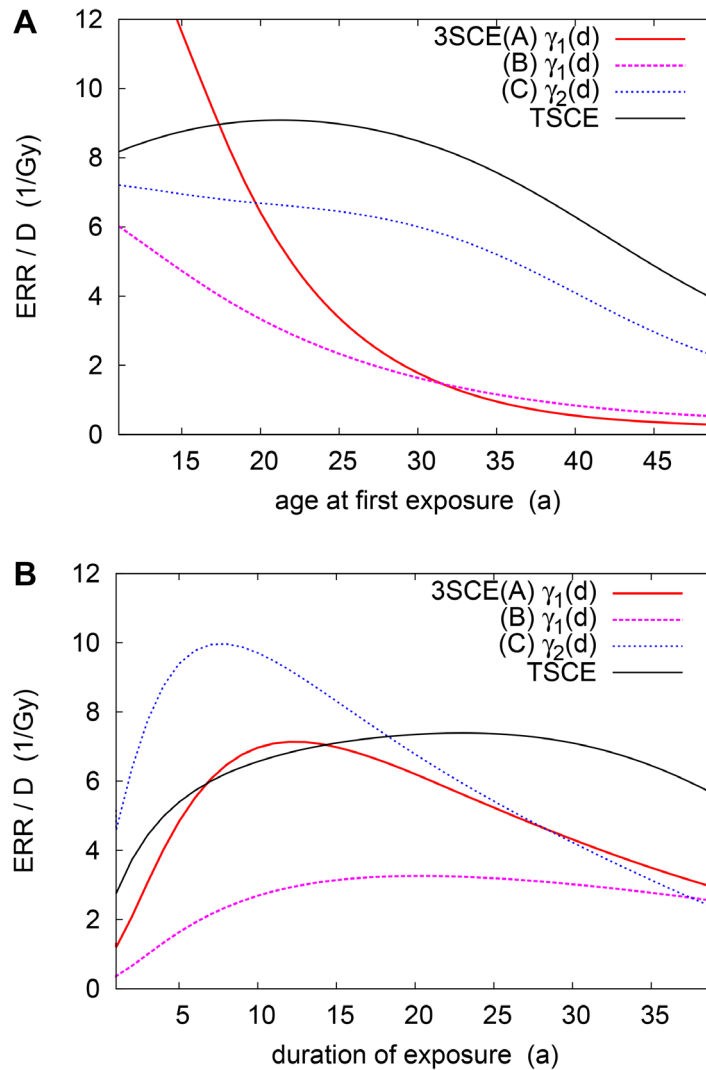 A
12
10
8
6
4
2
0
ERR / D (1/Gy)
3SCE(A) γ₁(d)
(B) γ₁(d)
(C) γ₂(d)
TSCE
15 20 25 30 35 40 45
age at first exposure (a)
B
12
10
8
6
4
2
0
ERR / D (1/Gy)
3SCE(A) γ₁(d)
(B) γ₁(d)
(C) γ₂(d)
TSCE
5 10 15 20 25 30 35
duration of exposure (a)